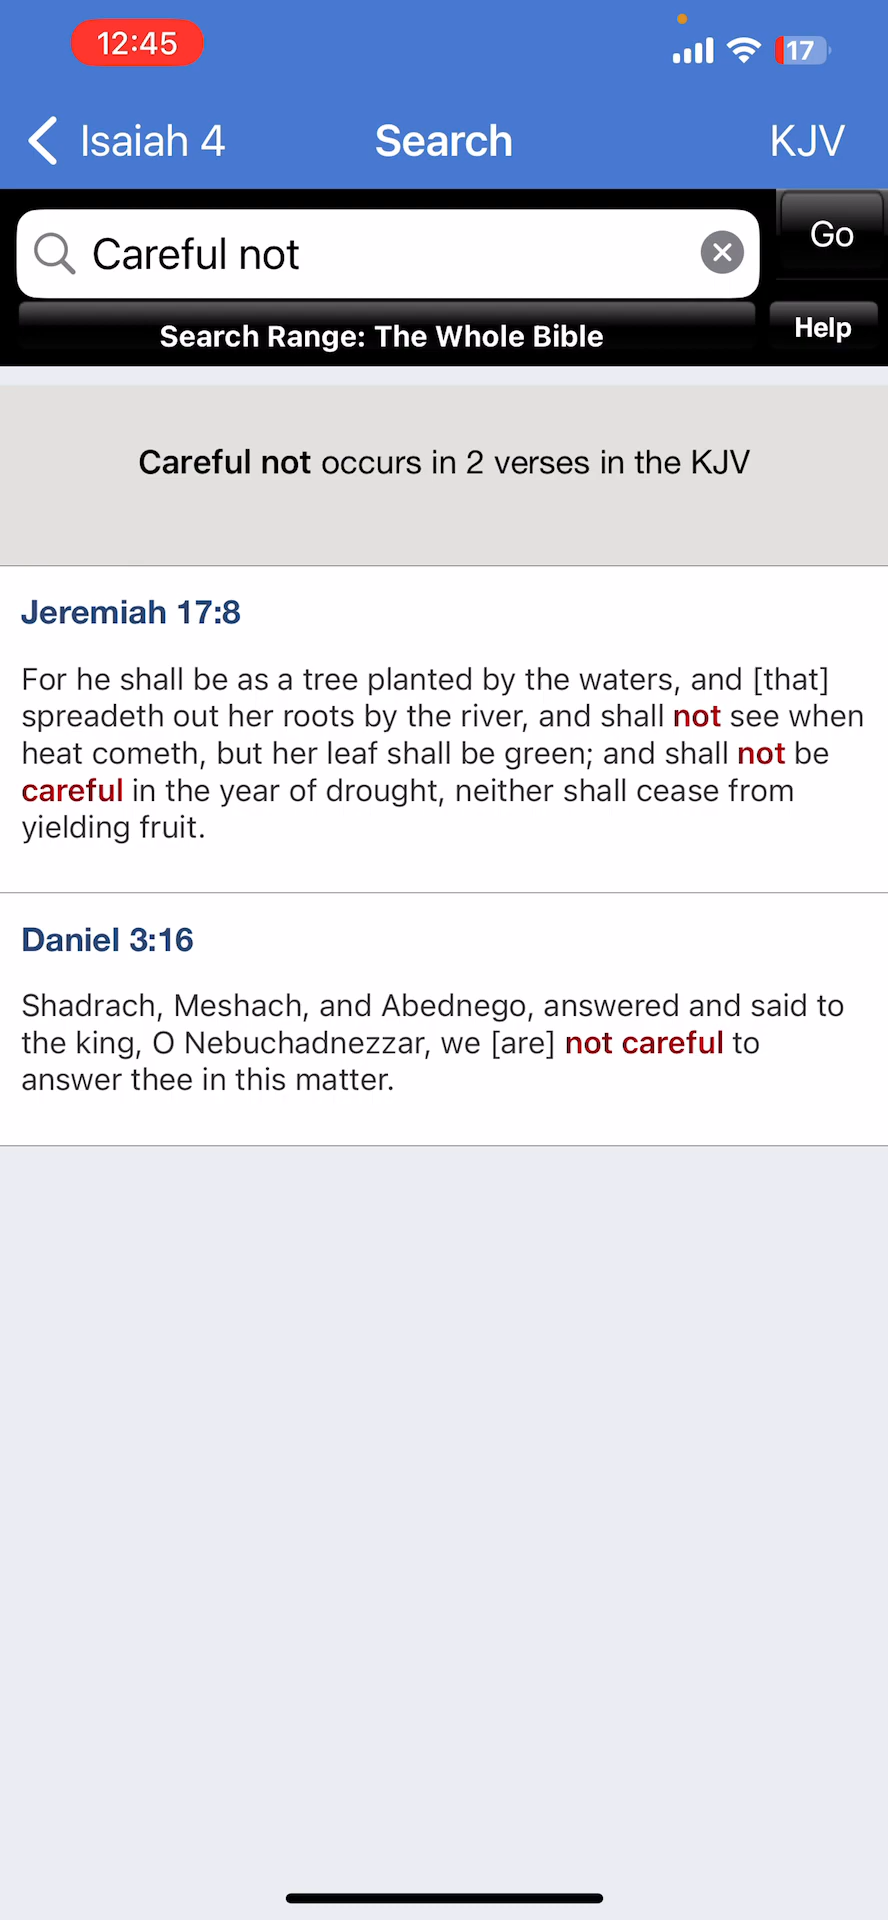 12:45
17
Isaiah 4
Search
KJV
Careful not
Go
Search Range: The Whole Bible
Help
Careful not occurs in 2 verses in the KJV
Jeremiah 17:8
For he shall be as a tree planted by the waters, and [that]
spreadeth out her roots by the river, and shall not see when
heat cometh, but her leaf shall be green; and shall not be
careful in the year of drought, neither shall cease from
yielding fruit.
Daniel 3:16
Shadrach, Meshach, and Abednego, answered and said to
the king, O Nebuchadnezzar, we [are] not careful to
answer thee in this matter.